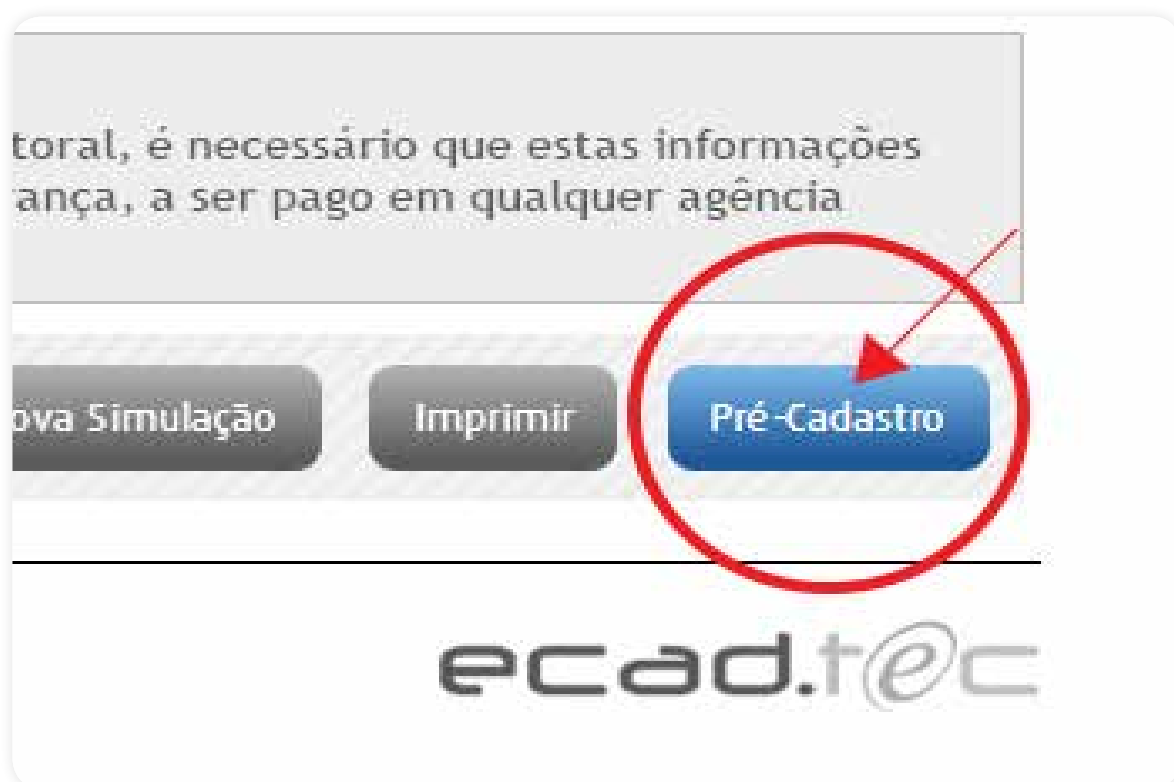 toral, é necessário que estas informações
ança, a ser pago em qualquer agência
ova Simulação
Imprimir
Pré-Cadastro
ecad.tec